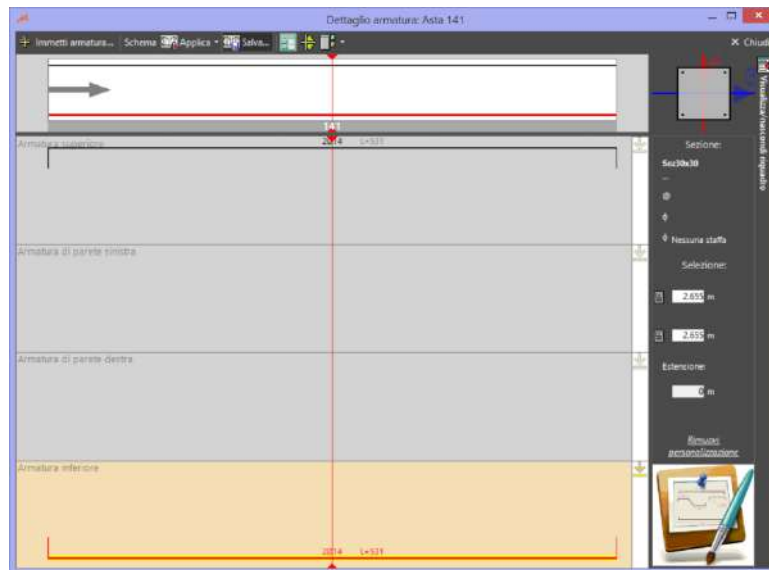 Dettaglio armatura: Asta 141
Immetti armatura... Schema Applica Salva... Chiudi
141
Armatura superiore 2Ø14 L=531
Armatura di parete sinistra
Armatura di parete destra
Armatura inferiore
2Ø14 L=531
Visualizza/nascondi riquadro
Sezione:
Sez30x30
--
Nessuna staffa
Selezione:
2.655 m
2.655 m
Estensione:
0 m
Rimuovi
personalizzazione